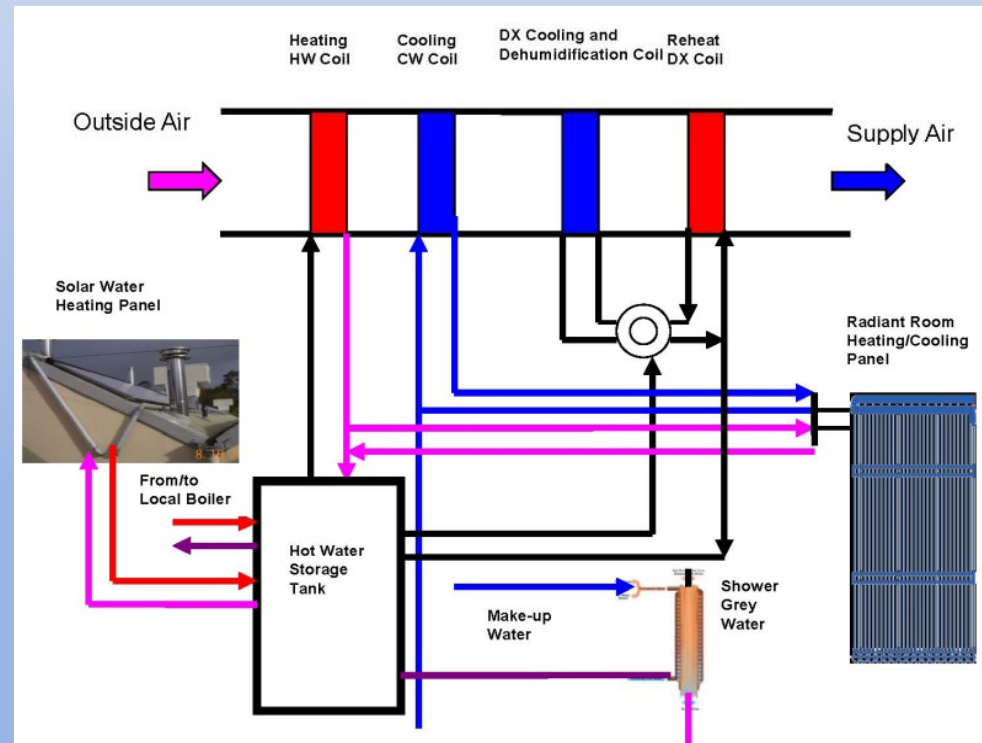 Heating
HW Coil
Cooling
CW Coil
DX Cooling and
Dehumidification Coil
Reheat
DX Coil
Outside Air
Supply Air
Solar Water
Heating Panel
Radiant Room
Heating/Cooling
Panel
From/to
Local Boiler
Hot Water
Storage
Tank
Make-up
Water
Shower
Grey
Water